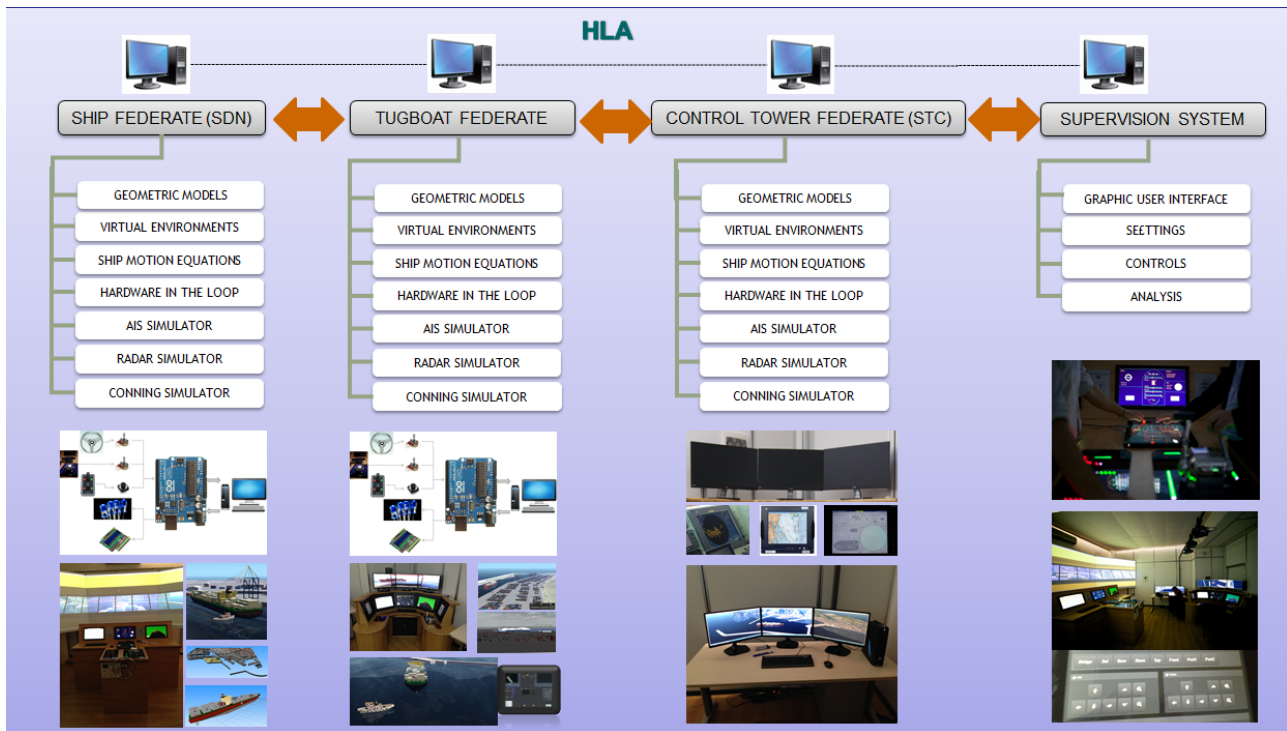 HLA
SHIP FEDERATE (SDN)
TUGBOAT FEDERATE
CONTROL TOWER FEDERATE (STC)
SUPERVISION SYSTEM
GEOMETRIC MODELS
VIRTUAL ENVIRONMENTS
SHIP MOTION EQUATIONS
HARDWARE IN THE LOOP
AIS SIMULATOR
RADAR SIMULATOR
CONNING SIMULATOR
GEOMETRIC MODELS
VIRTUAL ENVIRONMENTS
SHIP MOTION EQUATIONS
HARDWARE IN THE LOOP
AIS SIMULATOR
RADAR SIMULATOR
CONNING SIMULATOR
GEOMETRIC MODELS
VIRTUAL ENVIRONMENTS
SHIP MOTION EQUATIONS
HARDWARE IN THE LOOP
AIS SIMULATOR
RADAR SIMULATOR
CONNING SIMULATOR
GRAPHIC USER INTERFACE
SE£TTINGS
CONTROLS
ANALYSIS